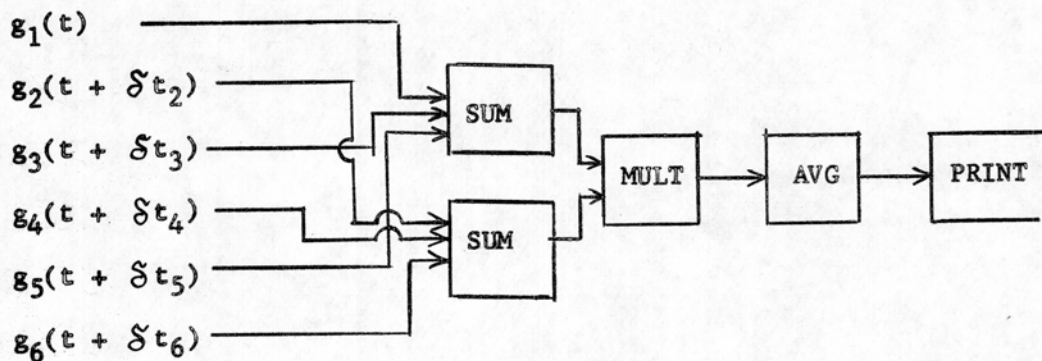 g₁(t)
g₂(t + δt₂)
g₃(t + δt₃)
g₄(t + δt₄)
g₅(t + δt₅)
g₆(t + δt₆)
SUM
SUM
MULT
AVG
PRINT